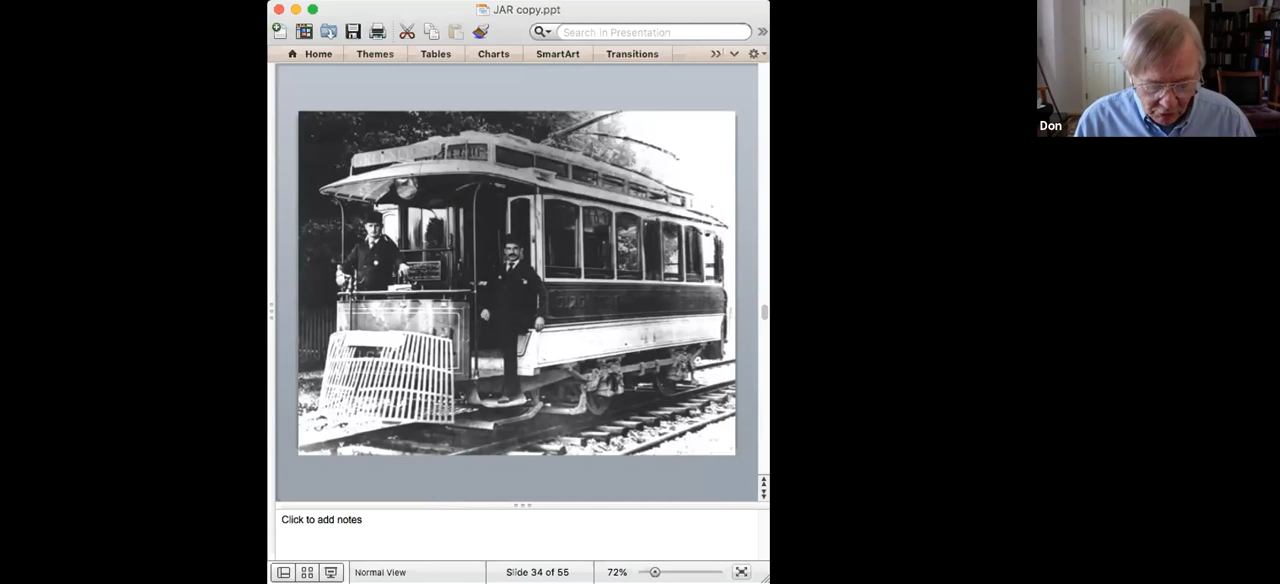 JAR copy.ppt
Search in Presentation
Home Themes Tables Charts SmartArt Transitions
Click to add notes
Normal View Slide 34 of 55 72%
Don